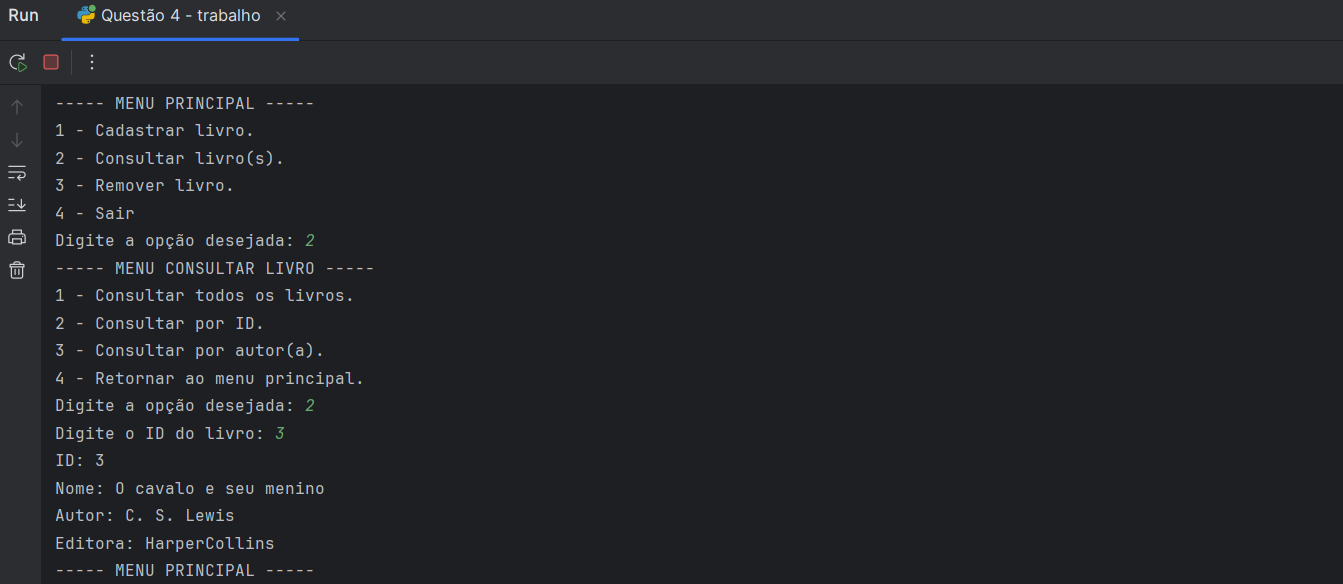 Run
Questão 4 - trabalho
----- MENU PRINCIPAL -----
1 - Cadastrar livro.
2 - Consultar livro(s).
3 - Remover livro.
4 - Sair
Digite a opção desejada: 2
----- MENU CONSULTAR LIVRO -----
1 - Consultar todos os livros.
2 - Consultar por ID.
3 - Consultar por autor(a).
4 - Retornar ao menu principal.
Digite a opção desejada: 2
Digite o ID do livro: 3
ID: 3
Nome: O cavalo e seu menino
Autor: C. S. Lewis
Editora: HarperCollins
----- MENU PRINCIPAL -----